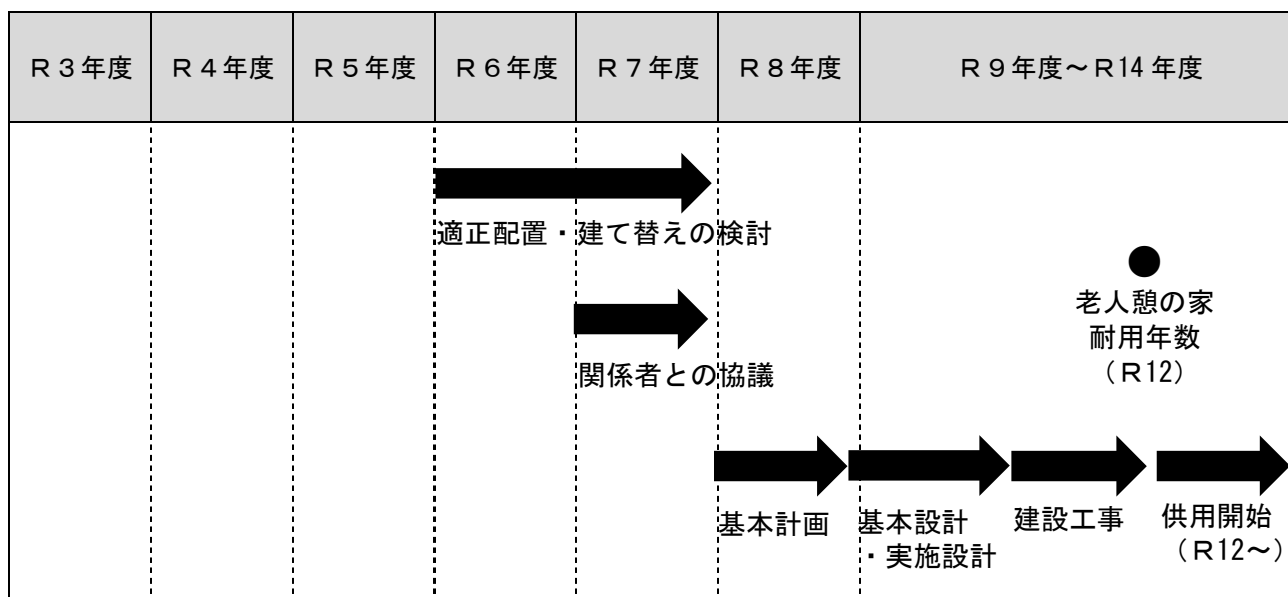 Ｒ３年度
Ｒ４年度
Ｒ５年度
Ｒ６年度
Ｒ７年度
Ｒ８年度
Ｒ９年度～Ｒ14 年度
適正配置・建て替えの検討
老人憩の家
耐用年数
（Ｒ12）
関係者との協議
基本計画
基本設計
・実施設計
建設工事
供用開始
（Ｒ12～）